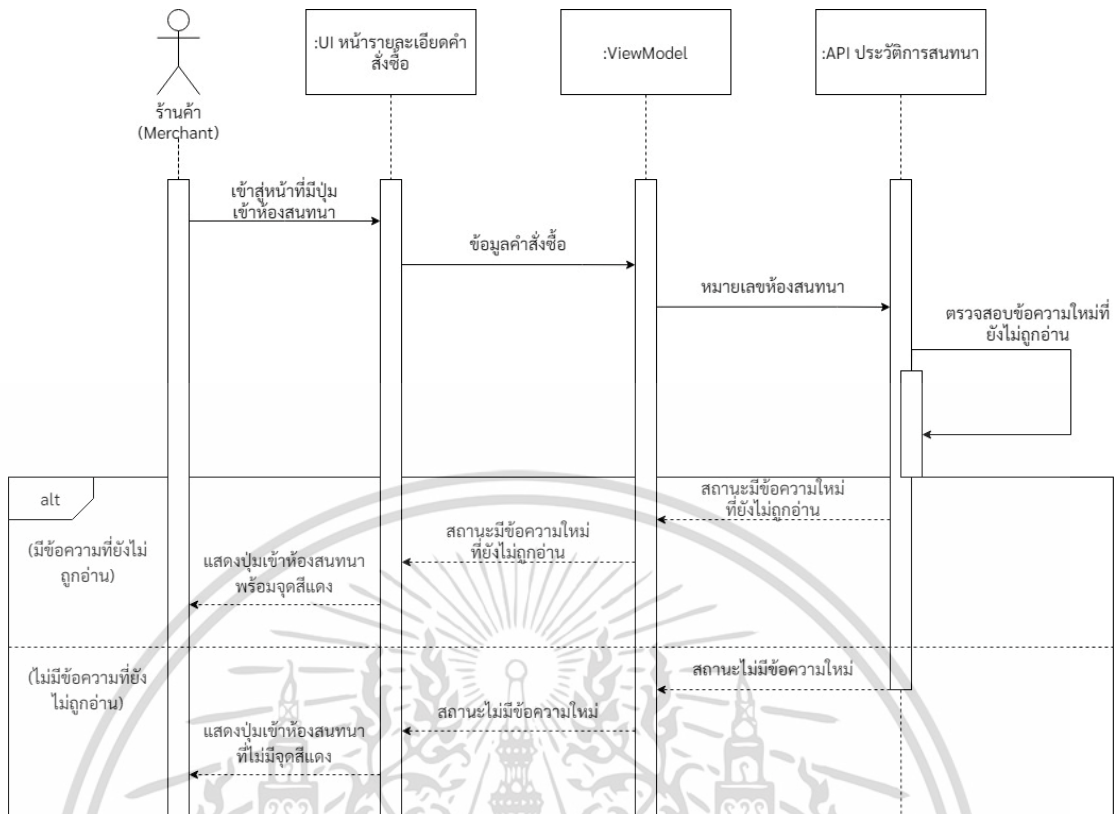 :UI หน้ารายละเอียดคำ
สั่งซื้อ
:ViewModel
:API ประวัติการสนทนา
ร้านค้า
(Merchant)
เข้าสู่หน้าที่มีปุ่ม
เข้าห้องสนทนา
ข้อมูลคำสั่งซื้อ
หมายเลขห้องสนทนา
ตรวจสอบข้อความใหม่ที่
ยังไม่ถูกอ่าน
alt
(มีข้อความที่ยังไม่
ถูกอ่าน)
สถานะมีข้อความใหม่
ที่ยังไม่ถูกอ่าน
สถานะมีข้อความใหม่
ที่ยังไม่ถูกอ่าน
แสดงปุ่มเข้าห้องสนทนา
พร้อมจุดสีแดง
(ไม่มีข้อความที่ยัง
ไม่ถูกอ่าน)
สถานะไม่มีข้อความใหม่
สถานะไม่มีข้อความใหม่
แสดงปุ่มเข้าห้องสนทนา
ที่ไม่มีจุดสีแดง